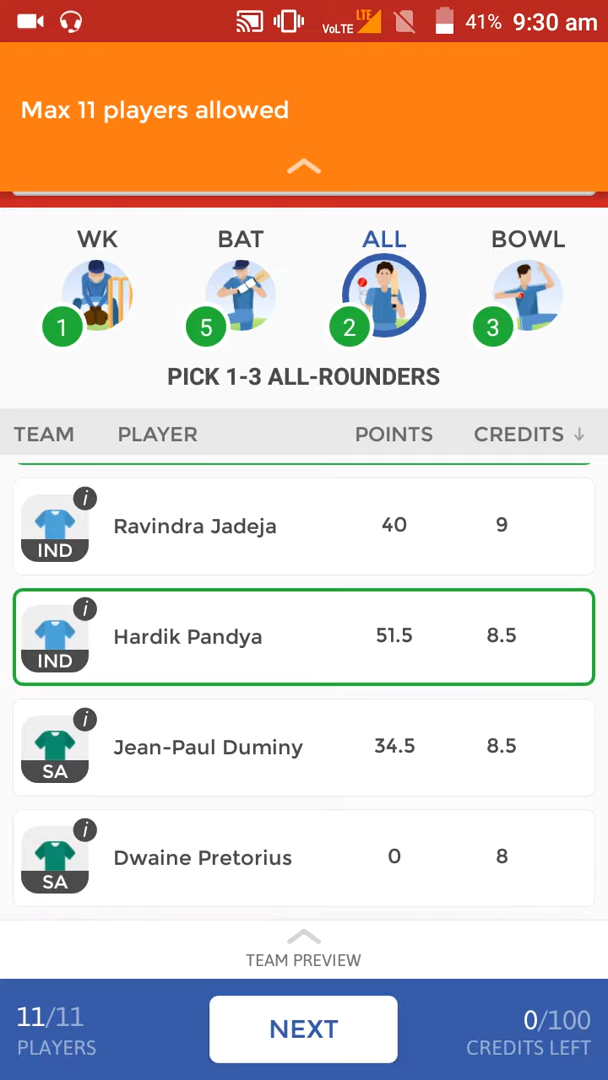 VoLTE LTE 41% 9:30 am
Max 11 players allowed
WK BAT ALL BOWL
1 5 2 3
PICK 1-3 ALL-ROUNDERS
TEAM PLAYER POINTS CREDITS ↓
i
Ravindra Jadeja 40 9
IND
i
Hardik Pandya 51.5 8.5
IND
i
Jean-Paul Duminy 34.5 8.5
SA
i
Dwaine Pretorius 0 8
SA
TEAM PREVIEW
11/11 NEXT 0/100
PLAYERS CREDITS LEFT